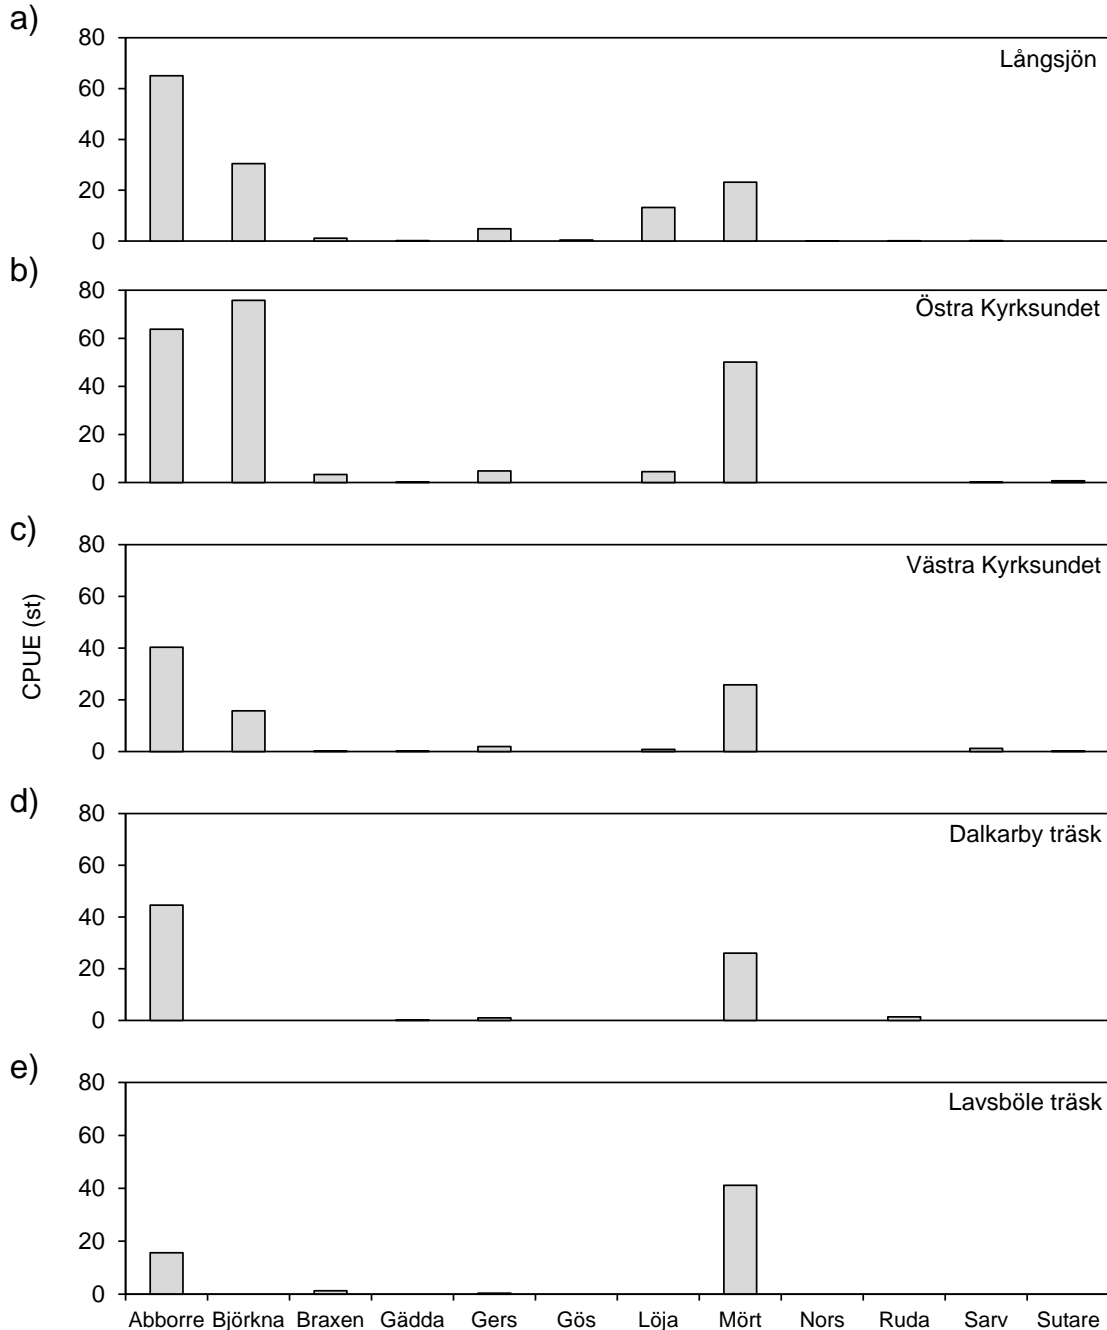 a)
80
60
40
20
0
Långsjön
b)
80
60
40
20
0
Östra Kyrksundet
c)
80
60
40
20
0
Västra Kyrksundet
CPUE (st)
d)
80
60
40
20
0
Dalkarby träsk
e)
80
60
40
20
0
Lavsböle träsk
Abborre Björkna Braxen Gädda Gers Gös Löja Mört Nors Ruda Sarv Sutare